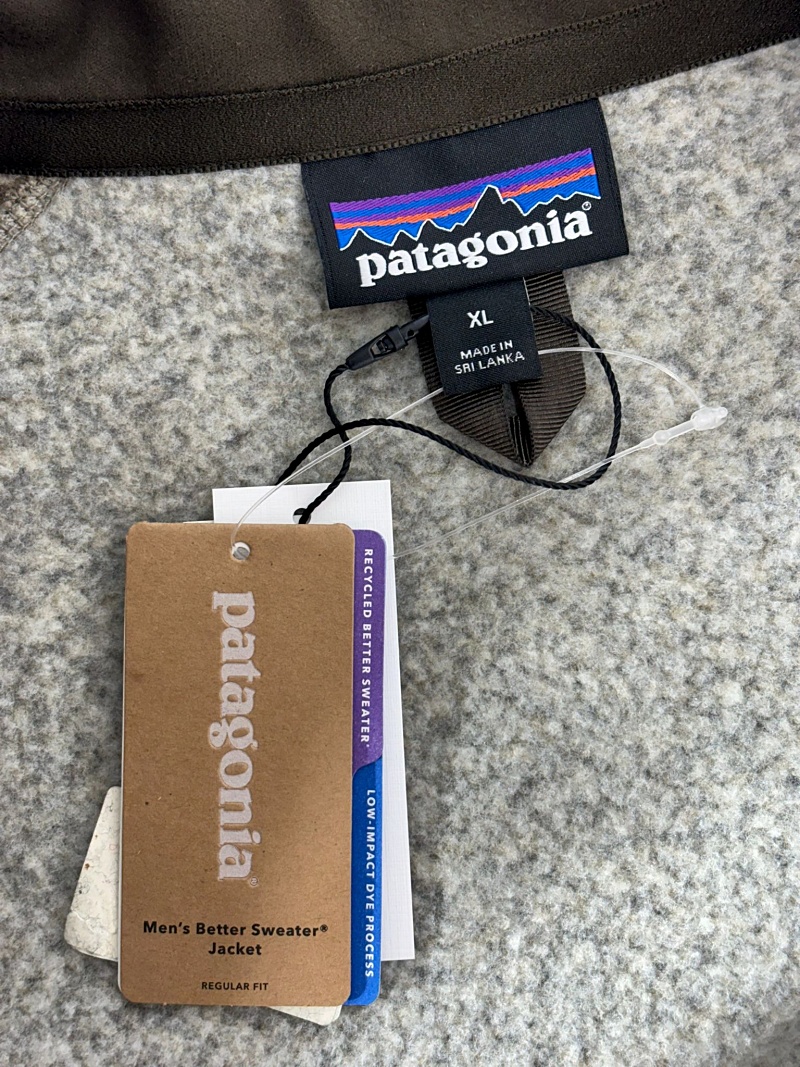 patagonia®
XL
MADE IN
SRI LANKA
patagonia®
Men's Better Sweater®
Jacket
REGULAR FIT
RECYCLED BETTER SWEATER®
LOW-IMPACT DYE PROCESS